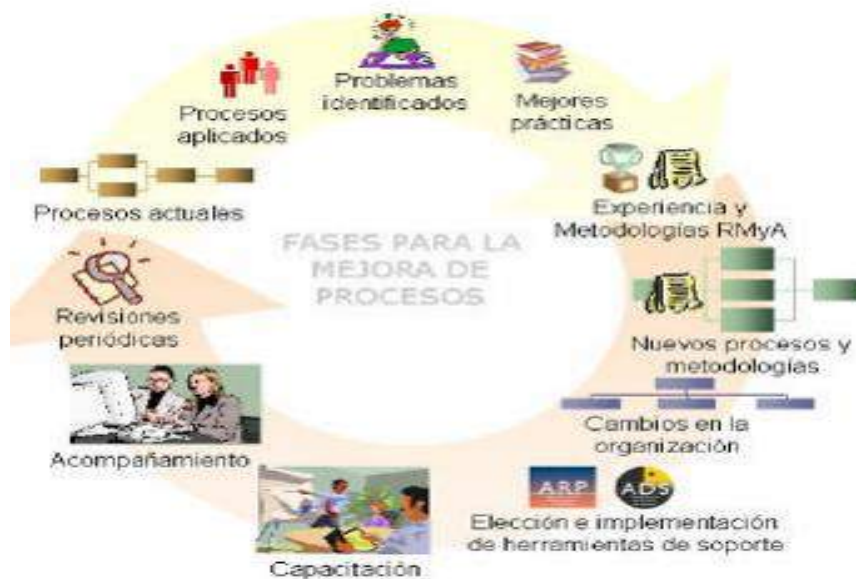 Problemas
identificados
Procesos
aplicados
Mejores
prácticas
Procesos actuales
Experiencia y
Metodologías RMyA
FASES PARA LA
MEJORA DE
PROCESOS
Revisiones
periódicas
Nuevos procesos y
metodologías
Cambios en la
organización
Acompañamiento
ARP
ADS
Elección e implementación
de herramientas de soporte
Capacitación